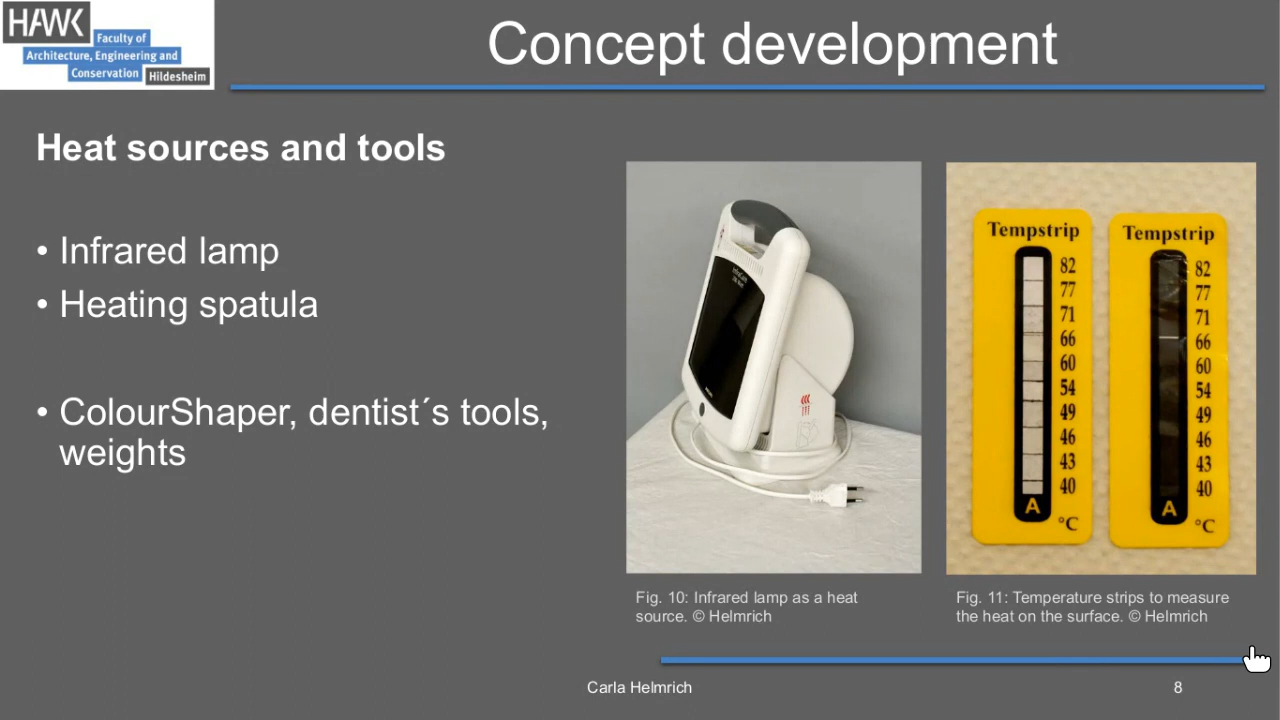 HAWK
Faculty of
Architecture, Engineering and
Conservation
Hildesheim
Concept development
Heat sources and tools
• Infrared lamp
• Heating spatula
• ColourShaper, dentist´s tools,
weights
Tempstrip
82
77
71
66
60
54
49
46
43
40
A
°C
Tempstrip
82
77
71
66
60
54
49
46
43
40
A
°C
Fig. 10: Infrared lamp as a heat
source. © Helmrich
Fig. 11: Temperature strips to measure
the heat on the surface. © Helmrich
Carla Helmrich
8